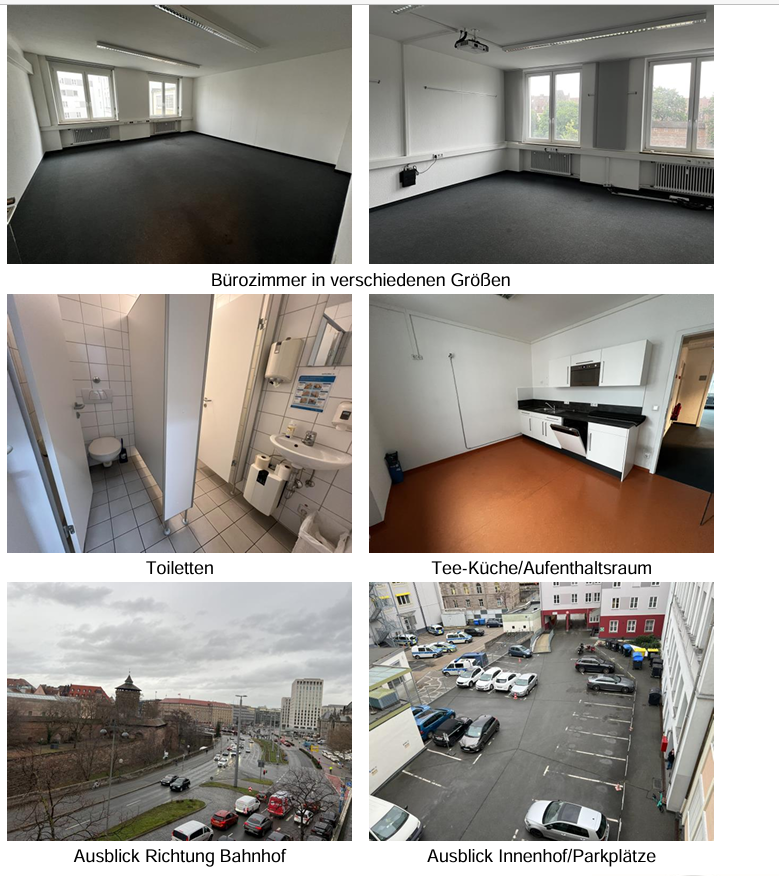 Bürozimmer in verschiedenen Größen
Toiletten
Tee-Küche/Aufenthaltsraum
Ausblick Richtung Bahnhof
Ausblick Innenhof/Parkplätze